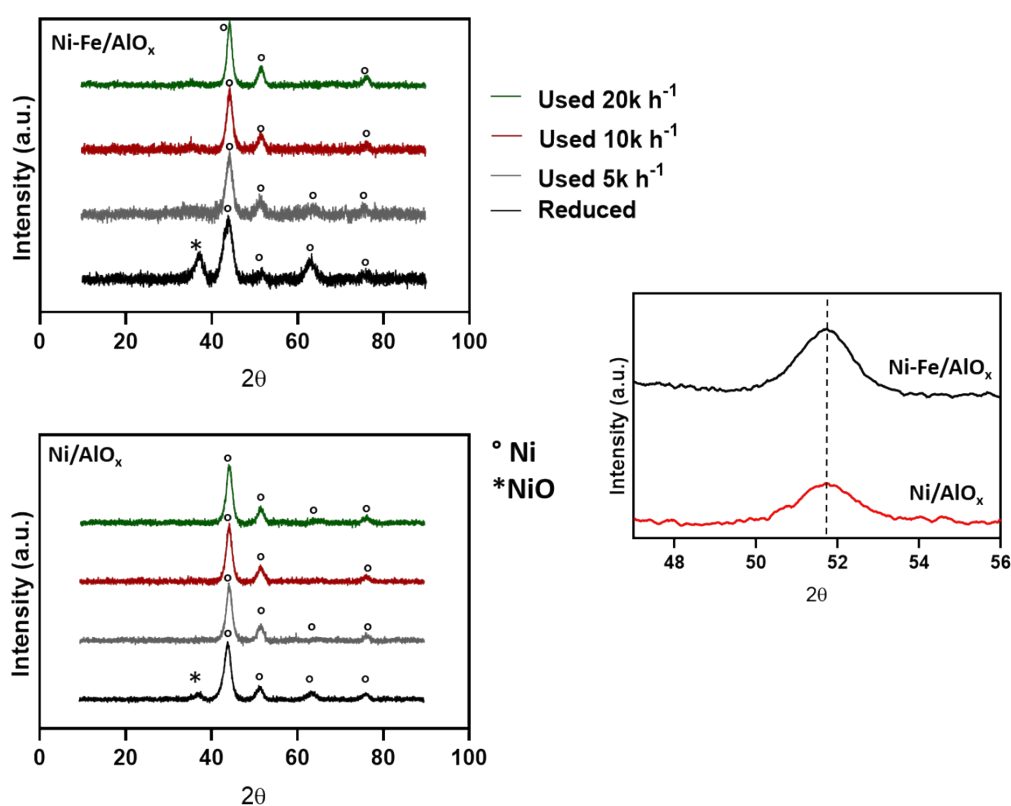 Ni-Fe/AlOₓ
Intensity (a.u.)
*
0 20 40 60 80 100
2θ
Used 20k h⁻¹
Used 10k h⁻¹
Used 5k h⁻¹
Reduced
Ni/AlOₓ
Intensity (a.u.)
*
0 20 40 60 80 100
2θ
° Ni
*NiO
Ni-Fe/AlOₓ
Ni/AlOₓ
Intensity (a.u.)
48 50 52 54 56
2θ